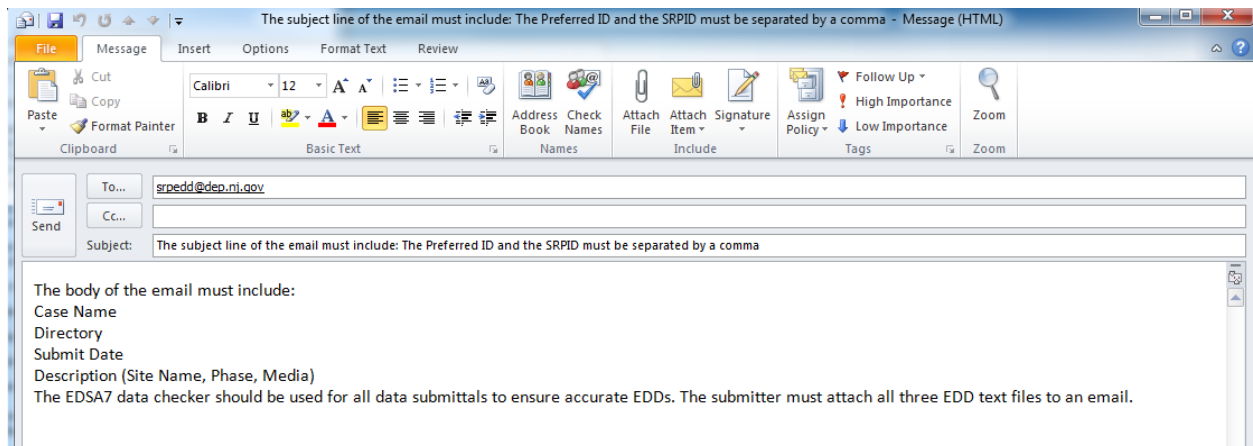 The subject line of the email must include: The Preferred ID and the SRPID must be separated by a comma - Message (HTML)
File Message Insert Options Format Text Review
Cut
Copy
Format Painter
Paste
Clipboard
Calibri 12
B I U
Basic Text
Address Book
Check Names
Names
Attach File
Attach Item
Signature
Include
Assign Policy
Follow Up
High Importance
Low Importance
Tags
Zoom
Zoom
To... srpedd@dep.nj.gov
Cc...
Send
Subject: The subject line of the email must include: The Preferred ID and the SRPID must be separated by a comma
The body of the email must include:
Case Name
Directory
Submit Date
Description (Site Name, Phase, Media)
The EDSA7 data checker should be used for all data submittals to ensure accurate EDDs. The submitter must attach all three EDD text files to an email.